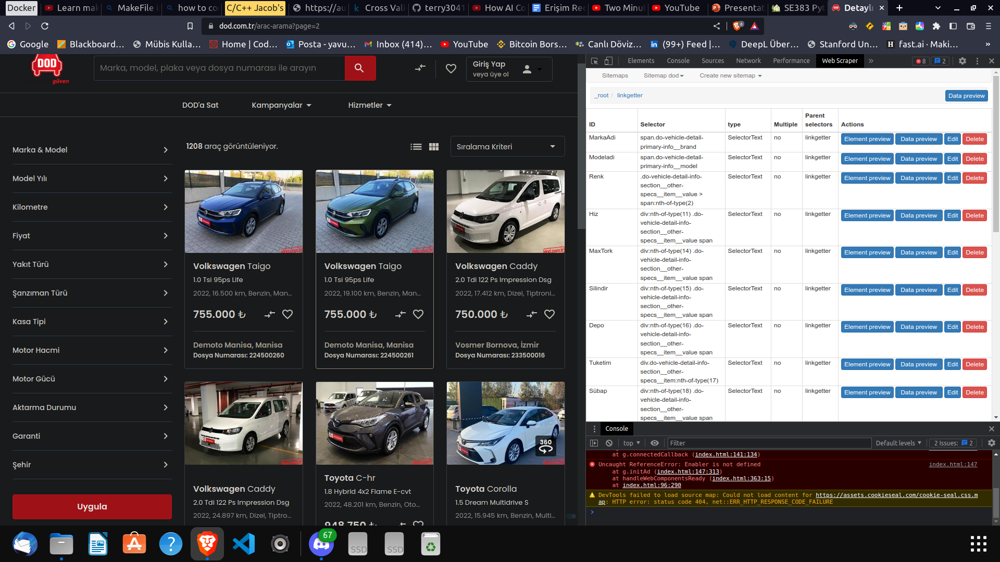 Docker
Learn mak
MakeFile i
how to co
C/C++ Jacob's
https://au
Cross Vali
terry3041
How AI Co
Erişim Rec
Two Minut
YouTube
Presentat
SE383 Pyt
Detaylı
dod.com.tr/arac-arama?page=2
6
Google
Blackboard...
Mübis Kulla...
Home | Cod...
Posta - yavu...
Inbox (414)...
YouTube
Bitcoin Bors...
Canlı Döviz...
(99+) Feed |...
DeepL Über...
Stanford Un...
fast.ai · Maki...
»
DOD
güven
Marka, model, plaka veya dosya numarası ile arayın
Giriş Yap
veya üye ol
DOD'a Sat
Kampanyalar
Hizmetler
Marka & Model
Model Yılı
Kilometre
Fiyat
Yakıt Türü
Şanzıman Türü
Kasa Tipi
Motor Hacmi
Motor Gücü
Aktarma Durumu
Garanti
Şehir
Uygula
1208 araç görüntüleniyor.
Sıralama Kriteri
dod.com.tr
Volkswagen Taigo
1.0 Tsi 95ps Life
2022, 16.500 km, Benzin, Man...
755.000 ₺
Demoto Manisa, Manisa
Dosya Numarası: 224500260
dod.com.tr
Volkswagen Taigo
1.0 Tsi 95ps Life
2022, 19.100 km, Benzin, Man...
755.000 ₺
Demoto Manisa, Manisa
Dosya Numarası: 224500261
dod.com.tr
Volkswagen Caddy
2.0 Tdi 122 Ps Impression Dsg
2022, 17.412 km, Dizel, Tiptroni...
750.000 ₺
Vosmer Bornova, İzmir
Dosya Numarası: 233500016
dod.com.tr
Volkswagen Caddy
2.0 Tdi 122 Ps Impression Dsg
2022, 24.897 km, Dizel, Tiptro...
dod.com.tr
Toyota C-hr
1.8 Hybrid 4x2 Flame E-cvt
2022, 48.201 km, Benzin, Oto...
948.750 ₺
360
dod.com.tr
Toyota Corolla
1.5 Dream Multidrive S
2022, 15.945 km, Benzin, Multi...
Elements
Console
Sources
Network
Performance
Web Scraper
»
8
2
Sitemaps
Sitemap dod
Create new sitemap
_root / linkgetter
Data preview
ID
Selector
type
Multiple
Parent selectors
Actions
MarkaAdi
span.do-vehicle-detail-
primary-info__brand
SelectorText
no
linkgetter
Element preview
Data preview
Edit
Delete
Modeladi
span.do-vehicle-detail-
primary-info__model
SelectorText
no
linkgetter
Element preview
Data preview
Edit
Delete
Renk
.do-vehicle-detail-info-
section__other-
specs__item__value >
span:nth-of-type(2)
SelectorText
no
linkgetter
Element preview
Data preview
Edit
Delete
Hiz
div:nth-of-type(11) .do-
vehicle-detail-info-
section__other-
specs__item__value span
SelectorText
no
linkgetter
Element preview
Data preview
Edit
Delete
MaxTork
div:nth-of-type(14) .do-
vehicle-detail-info-
section__other-
specs__item__value span
SelectorText
no
linkgetter
Element preview
Data preview
Edit
Delete
Silindir
div:nth-of-type(15) .do-
vehicle-detail-info-
section__other-
specs__item__value span
SelectorText
no
linkgetter
Element preview
Data preview
Edit
Delete
Depo
div:nth-of-type(16) .do-
vehicle-detail-info-
section__other-
specs__item__value span
SelectorText
no
linkgetter
Element preview
Data preview
Edit
Delete
Tuketim
div.do-vehicle-detail-info-
section__other-
specs__item:nth-of-type(17)
SelectorText
no
linkgetter
Element preview
Data preview
Edit
Delete
Sübap
div:nth-of-type(18) .do-
vehicle-detail-info-
section__other-
specs__item__value span
SelectorText
no
linkgetter
Element preview
Data preview
Edit
Delete
Console
top
Filter
Default levels
2 Issues: 2
at g.connectedCallback (index.html:141:134)
Uncaught ReferenceError: Enabler is not defined
index.html:147
at g.initAd (index.html:147:313)
at handleWebComponentsReady (index.html:363:15)
at index.html:96:290
DevTools failed to load source map: Could not load content for https://assets.cookieseal.com/cookie-seal.css.m
ap: HTTP error: status code 404, net::ERR_HTTP_RESPONSE_CODE_FAILURE
67
SSD
SSD